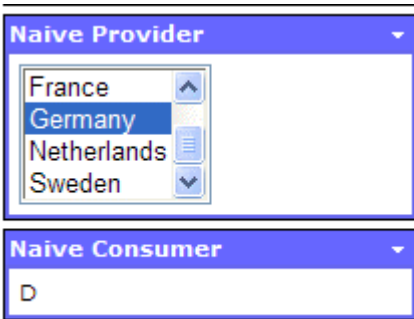 Naive Provider
France
Germany
Netherlands
Sweden
Naive Consumer
D